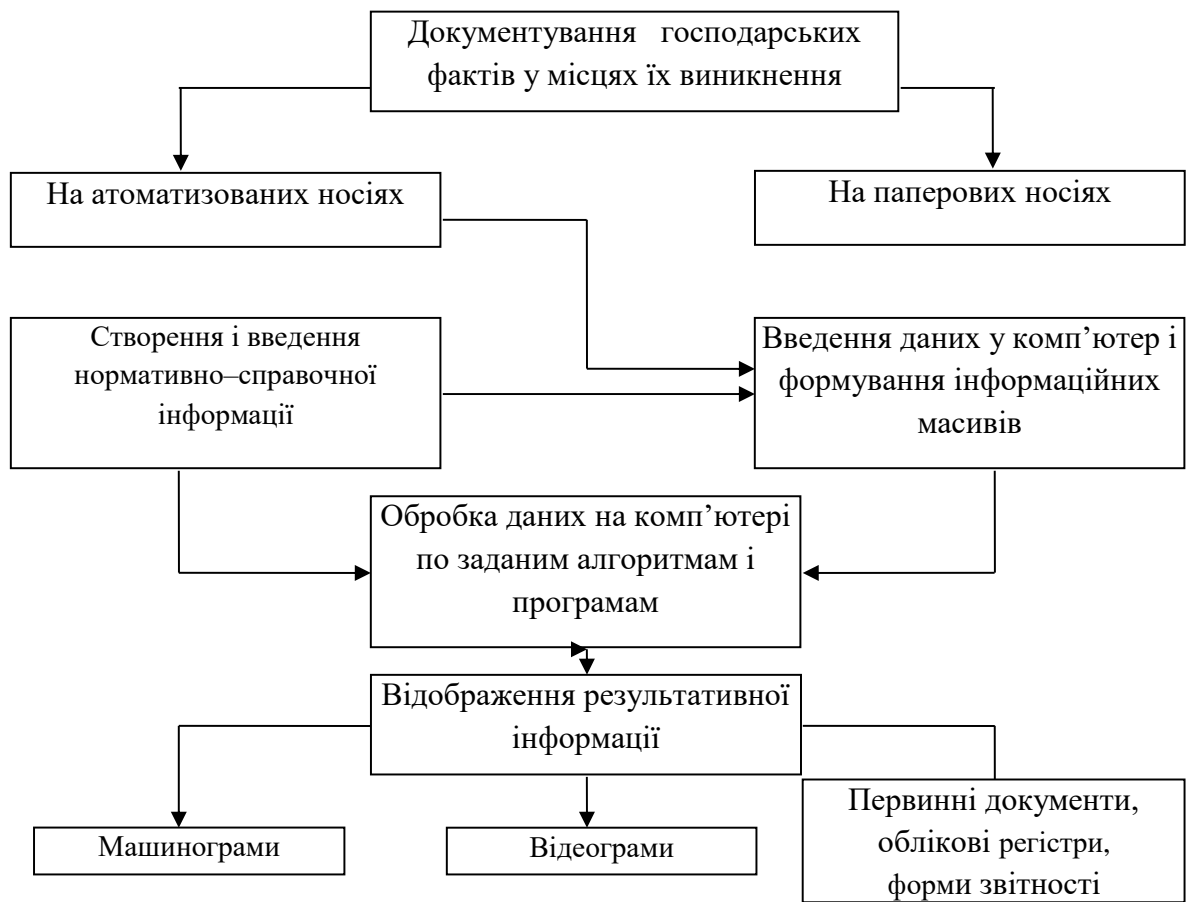 Документування господарських
фактів у місцях їх виникнення
На атоматизованих носіях
На паперових носіях
Створення і введення
нормативно–справочної
інформації
Введення даних у комп’ютер і
формування інформаційних
масивів
Обробка даних на комп’ютері
по заданим алгоритмам і
програмам
Відображення результативної
інформації
Машинограми
Відеограми
Первинні документи,
облікові регістри,
форми звітності